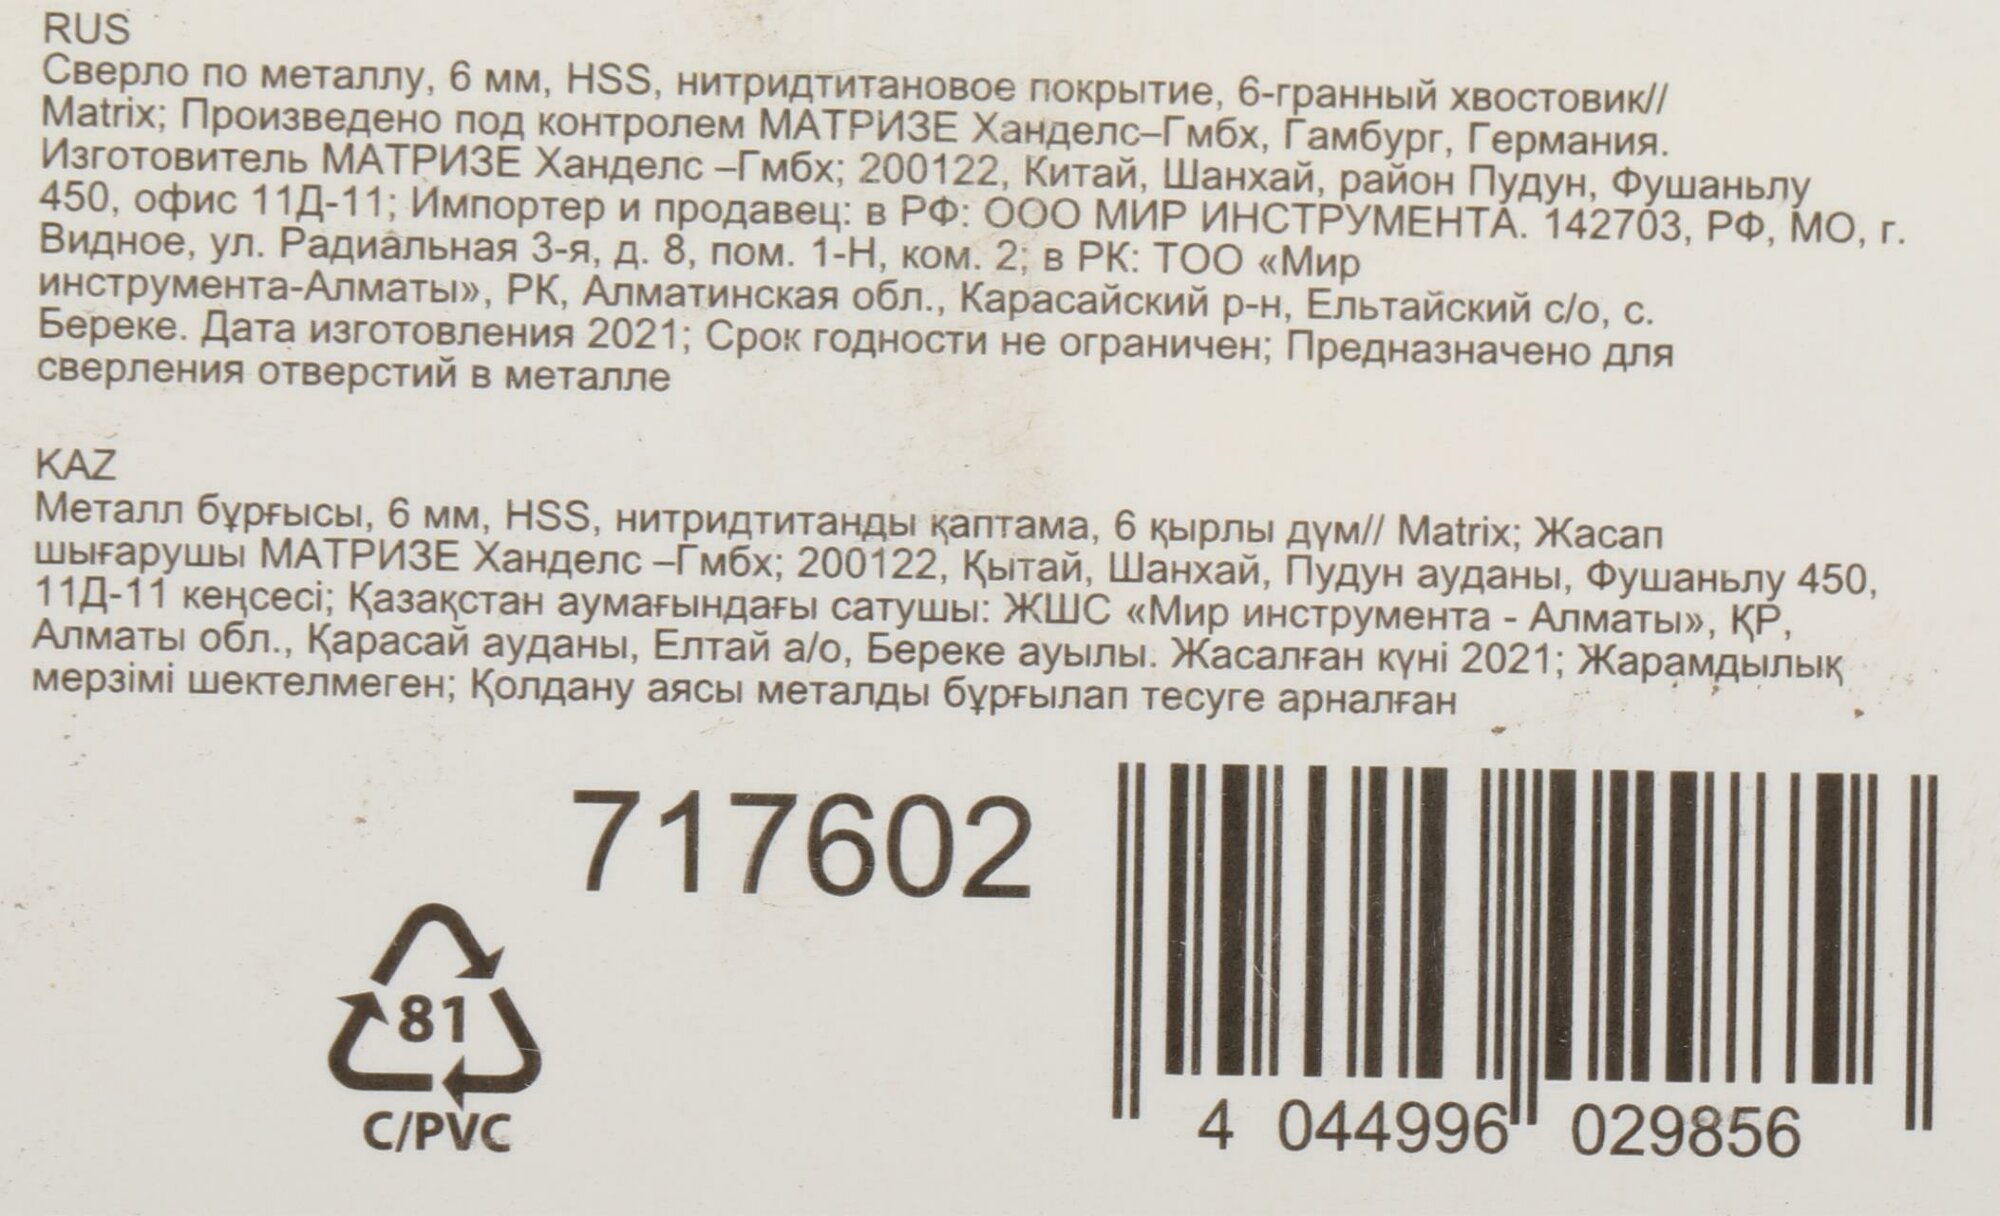 RUS
Сверло по металлу, 6 мм, HSS, нитридтитановое покрытие, 6-гранный хвостовик//
Matrix; Произведено под контролем МАТРИЗЕ Ханделс–Гмбх, Гамбург, Германия.
Изготовитель МАТРИЗЕ Ханделс –Гмбх; 200122, Китай, Шанхай, район Пудун, Фушаньлу
450, офис 11Д-11; Импортер и продавец: в РФ: ООО МИР ИНСТРУМЕНТА. 142703, РФ, МО, г.
Видное, ул. Радиальная 3-я, д. 8, пом. 1-Н, ком. 2; в РК: ТОО «Мир
инструмента-Алматы», РК, Алматинская обл., Карасайский р-н, Ельтайский с/о, с.
Береке. Дата изготовления 2021; Срок годности не ограничен; Предназначено для
сверления отверстий в металле
KAZ
Металл бұрғысы, 6 мм, HSS, нитридтитанды қаптама, 6 қырлы дүм// Matrix; Жасап
шығарушы МАТРИЗЕ Ханделс –Гмбх; 200122, Қытай, Шанхай, Пудун ауданы, Фушаньлу 450,
11Д-11 кеңсесі; Қазақстан аумағындағы сатушы: ЖШС «Мир инструмента - Алматы», ҚР,
Алматы обл., Қарасай ауданы, Елтай а/о, Береке ауылы. Жасалған күні 2021; Жарамдылық
мерзімі шектелмеген; Қолдану аясы металды бұрғылап тесуге арналған
717602
81
C/PVC
4 044996 029856